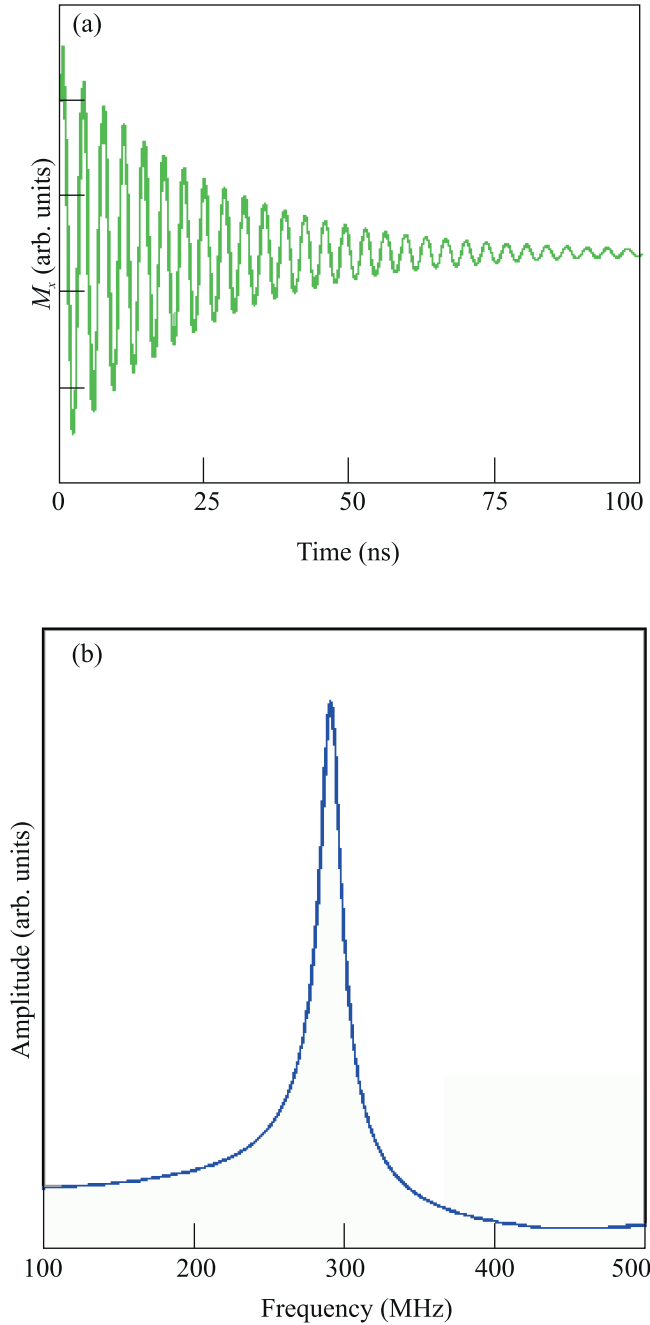 (a)
M_x (arb. units)
0 25 50 75 100
Time (ns)
(b)
Amplitude (arb. units)
100 200 300 400 500
Frequency (MHz)